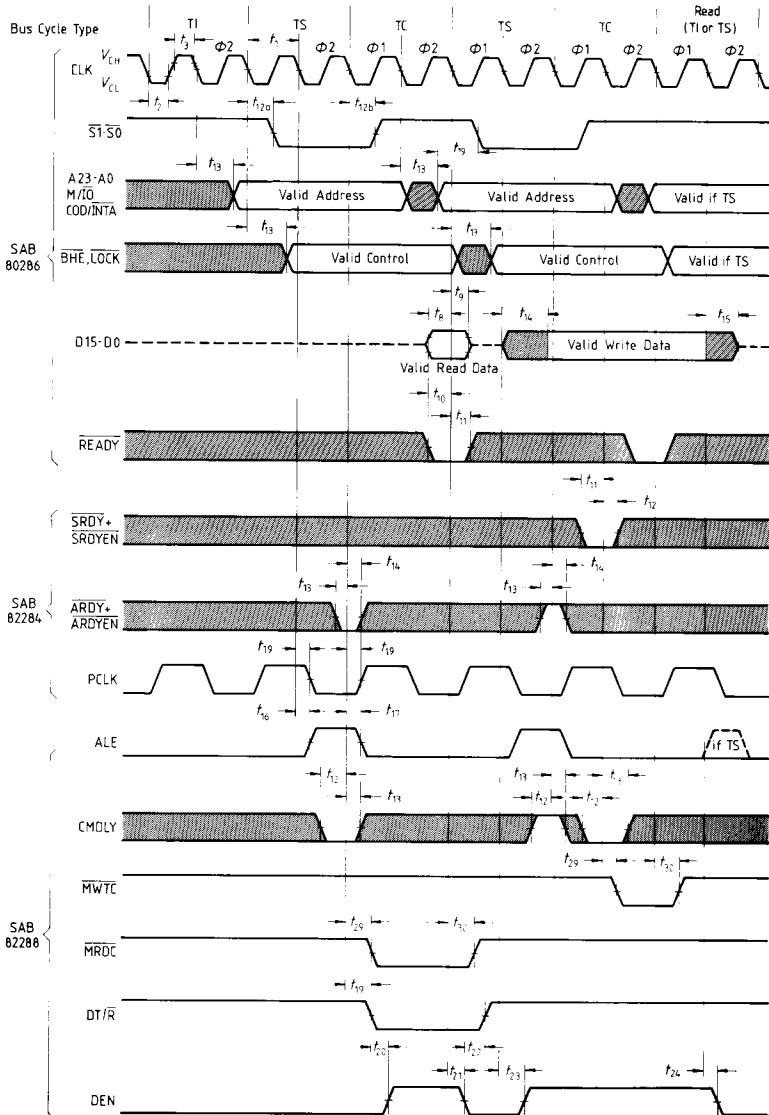 Read
TI TS TC TS TC (TI or TS)
Bus Cycle Type
t3 Φ2 t1 Φ2 Φ1 Φ2 Φ1 Φ2 Φ1 Φ2 Φ1 Φ2
VCH
CLK
VCL
t2 t12a t12b
S1·S0
t19
t13 t13
A23-A0
M/IO Valid Address Valid Address Valid if TS
COD/INTA
t13 t13
SAB
80286
BHE, LOCK Valid Control Valid Control Valid if TS
t9
t8 t14 t15
D15-D0 Valid Write Data
Valid Read Data
t10
t11
READY
t11
t12
SRDY+
SRDYEN
t14 t14
t13 t13
SAB
82284
ARDY+
ARDYEN
t19 t19
PCLK
t16 t17
ALE if TS
t12 t13
t13 t12
CMDLY
t29
MWTC
SAB
82288
t29
MRDC
t19
DT/R
t20
t21 t23 t24
DEN